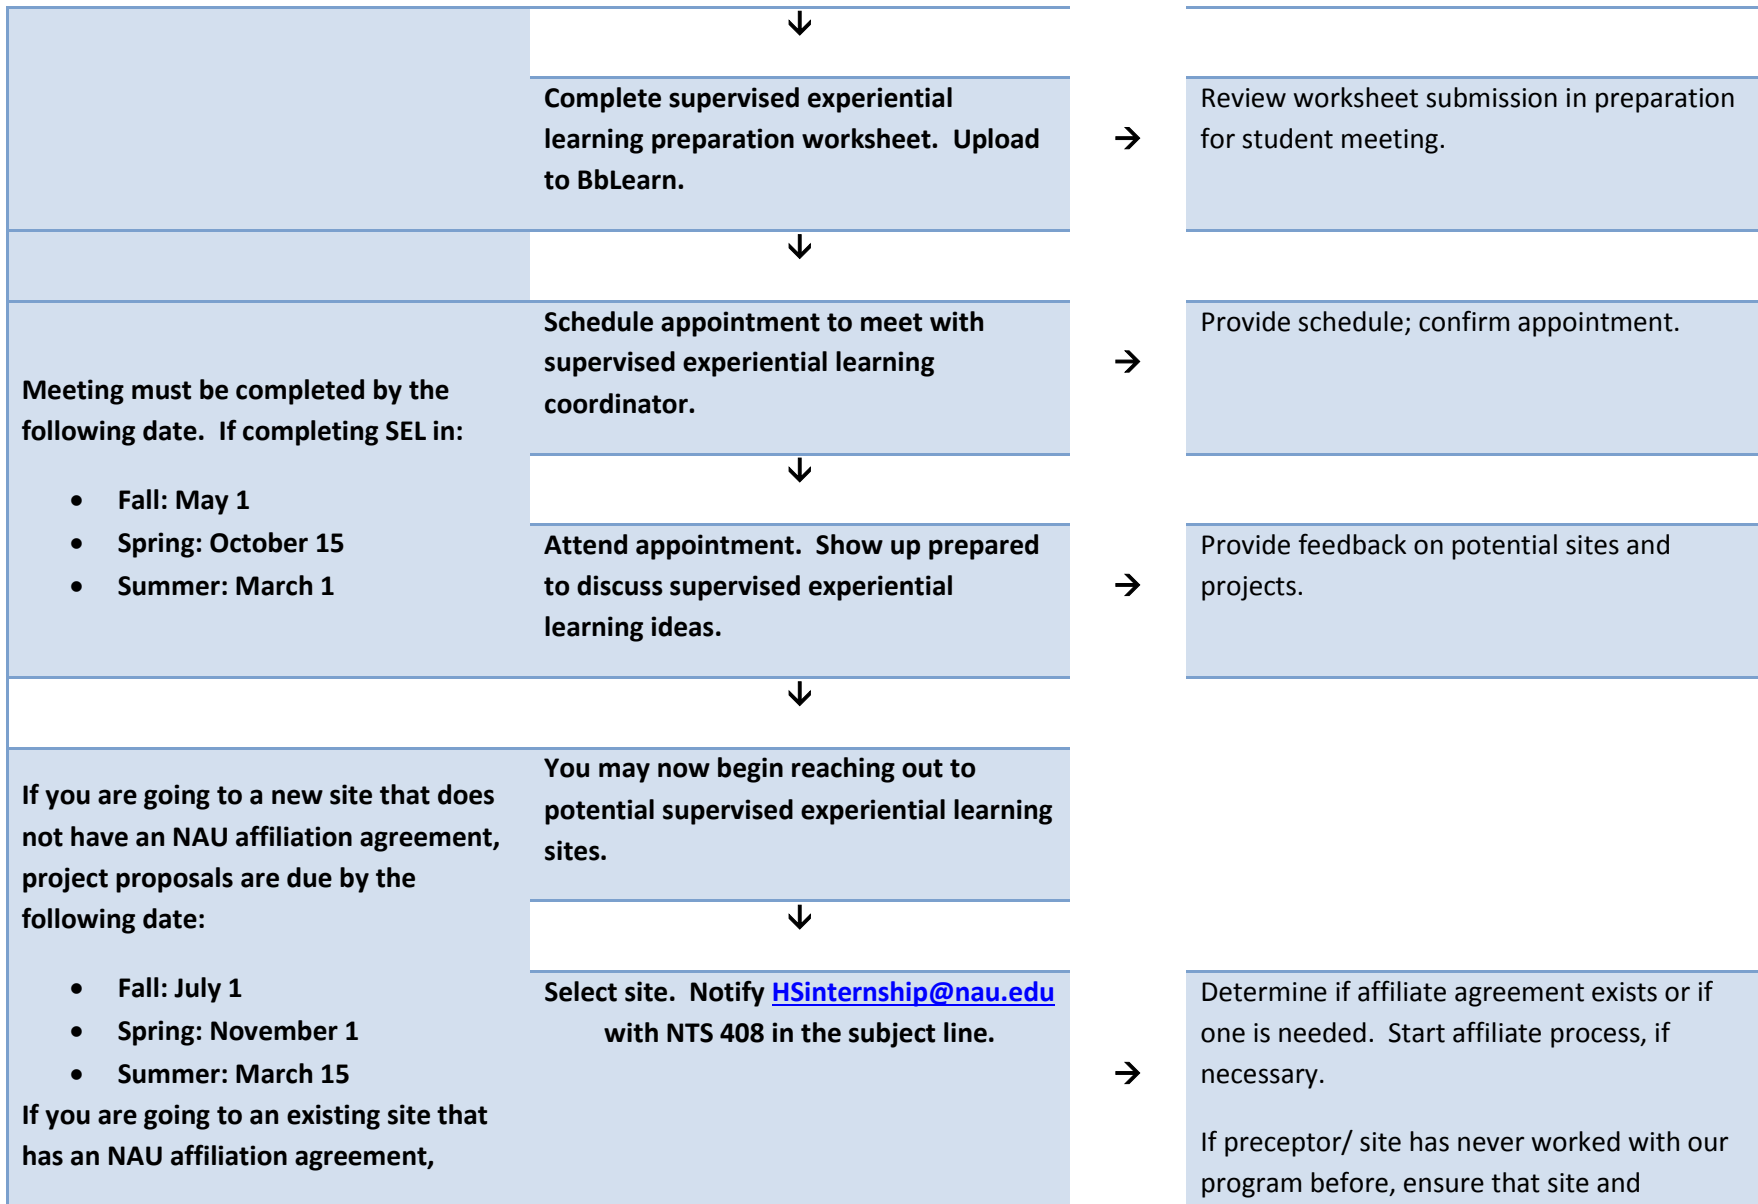 ↓
Complete supervised experiential
learning preparation worksheet.  Upload
to BbLearn.
→
Review worksheet submission in preparation
for student meeting.
↓
Meeting must be completed by the
following date.  If completing SEL in:
• Fall: May 1
• Spring: October 15
• Summer: March 1
Schedule appointment to meet with
supervised experiential learning
coordinator.
→
Provide schedule; confirm appointment.
↓
Attend appointment.  Show up prepared
to discuss supervised experiential
learning ideas.
→
Provide feedback on potential sites and
projects.
↓
If you are going to a new site that does
not have an NAU affiliation agreement,
project proposals are due by the
following date:
• Fall: July 1
• Spring: November 1
• Summer: March 15
If you are going to an existing site that
has an NAU affiliation agreement,
You may now begin reaching out to
potential supervised experiential learning
sites.
↓
Select site.  Notify HSinternship@nau.edu
with NTS 408 in the subject line.
→
Determine if affiliate agreement exists or if
one is needed.  Start affiliate process, if
necessary.
If preceptor/ site has never worked with our
program before, ensure that site and